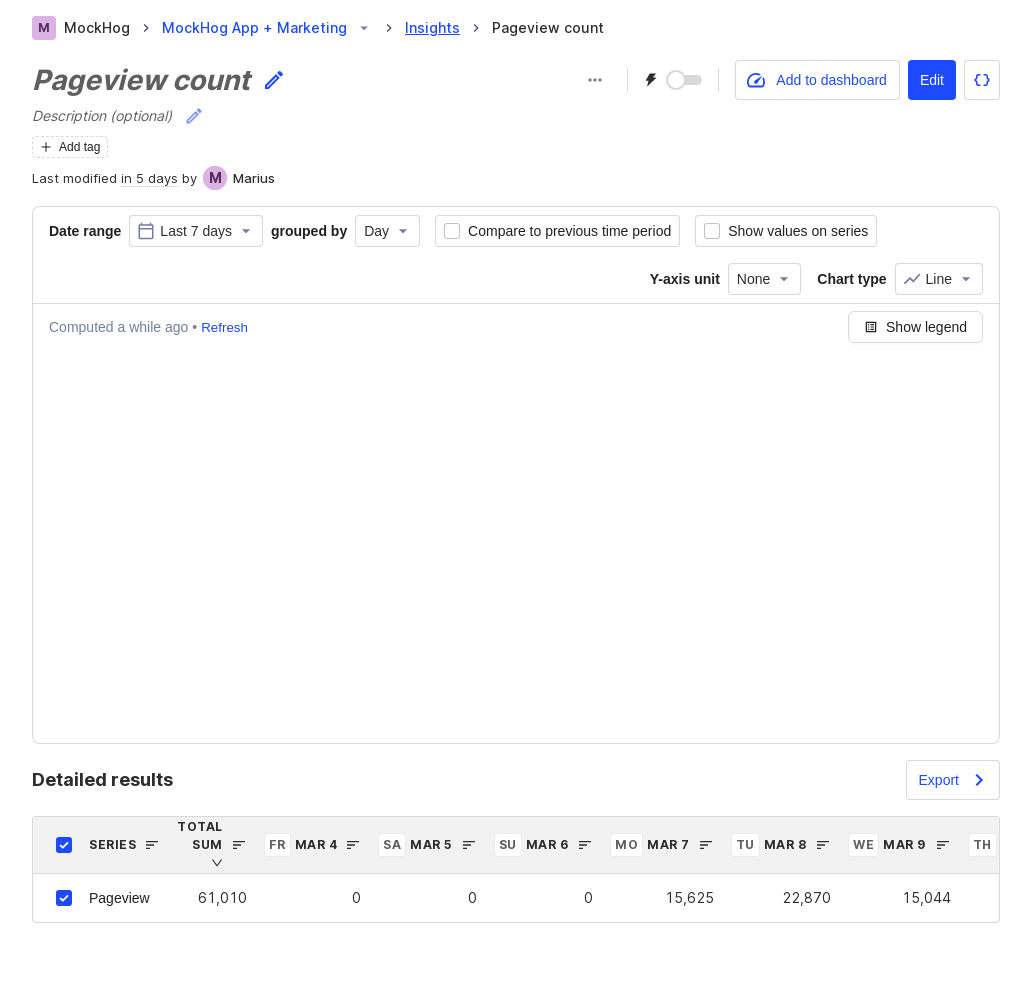 M MockHog MockHog App + Marketing Insights Pageview count
Pageview count
Add to dashboard Edit
Description (optional)
Add tag
Last modified in 5 days by M Marius
Date range Last 7 days grouped by Day Compare to previous time period Show values on series
Y-axis unit None Chart type Line
Computed a while ago • Refresh Show legend
Detailed results Export
SERIES TOTAL SUM FR MAR 4 SA MAR 5 SU MAR 6 MO MAR 7 TU MAR 8 WE MAR 9 TH
Pageview 61,010 0 0 0 15,625 22,870 15,044